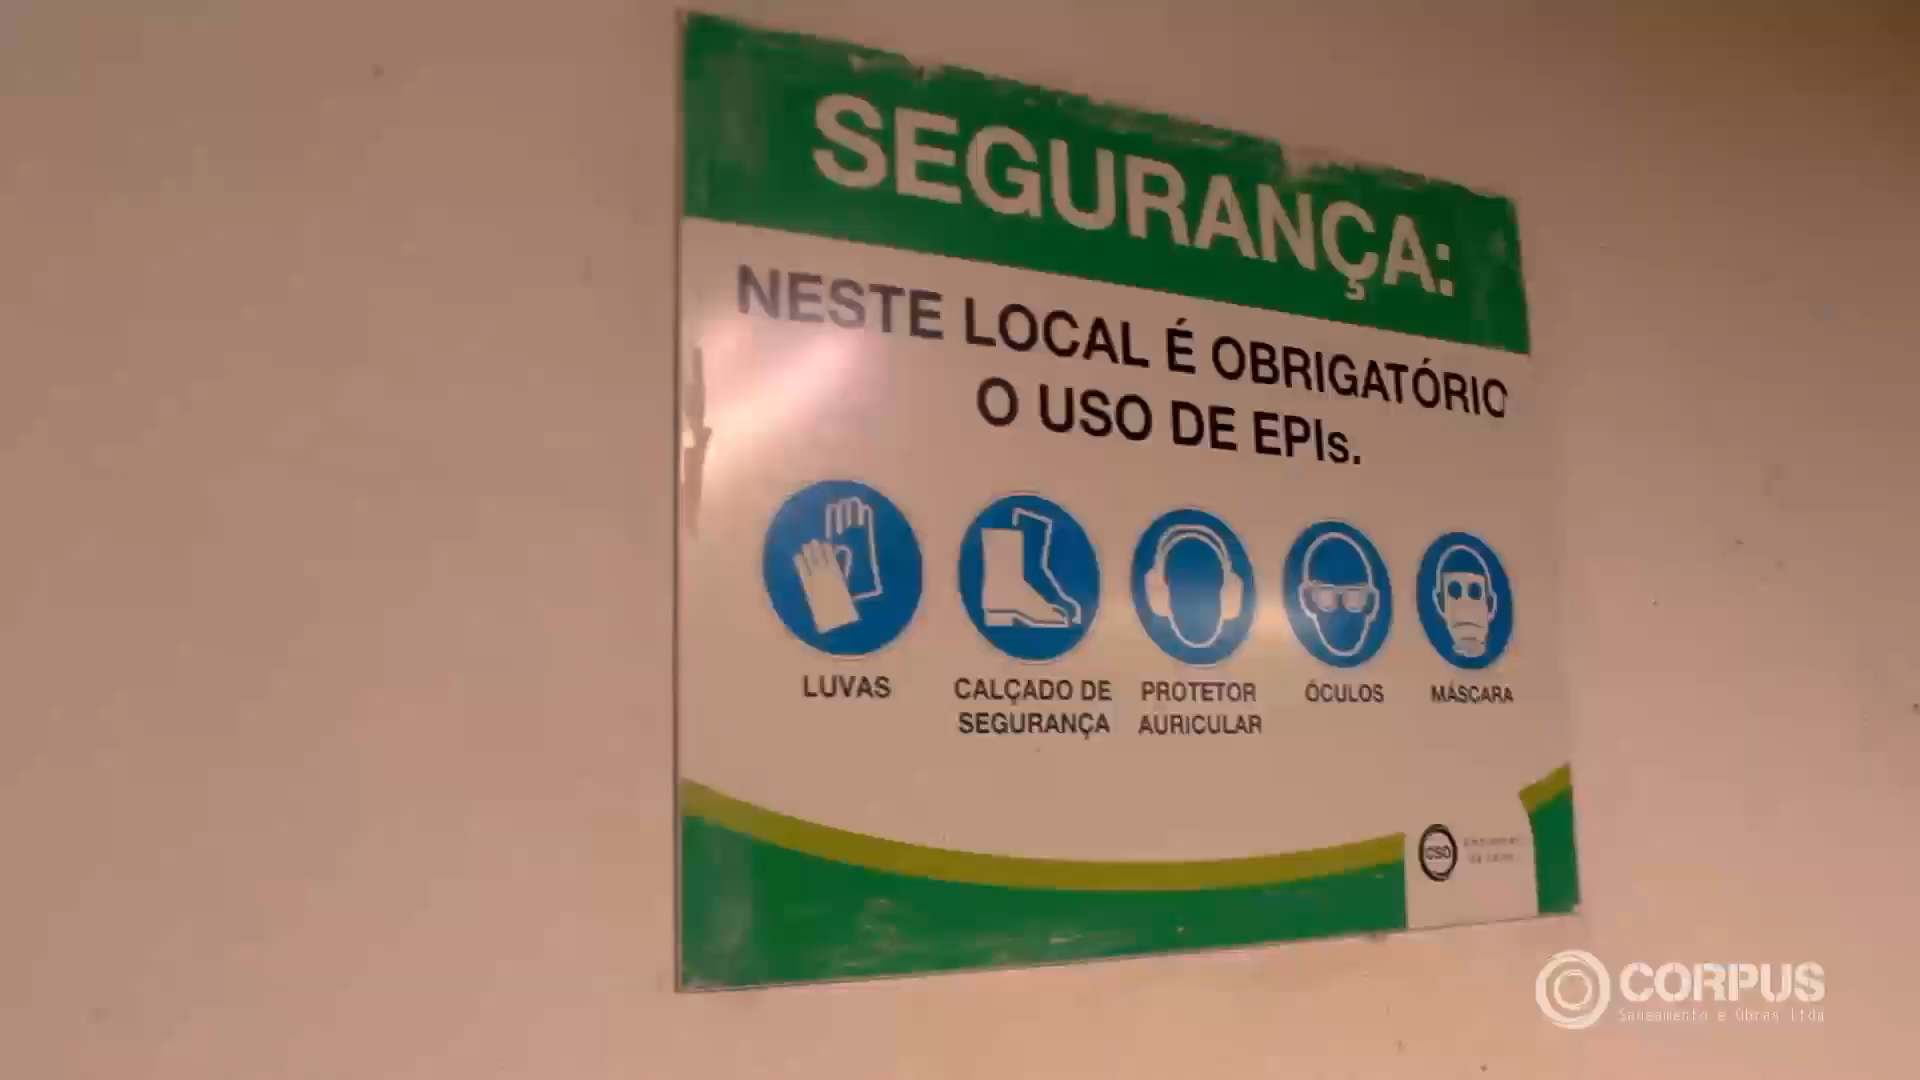 SEGURANÇA:
NESTE LOCAL É OBRIGATÓRIO
O USO DE EPIs.
LUVAS
CALÇADO DE
SEGURANÇA
PROTETOR
AURICULAR
ÓCULOS
MÁSCARA
CSO
CORPUS
Saneamento e Obras Ltda